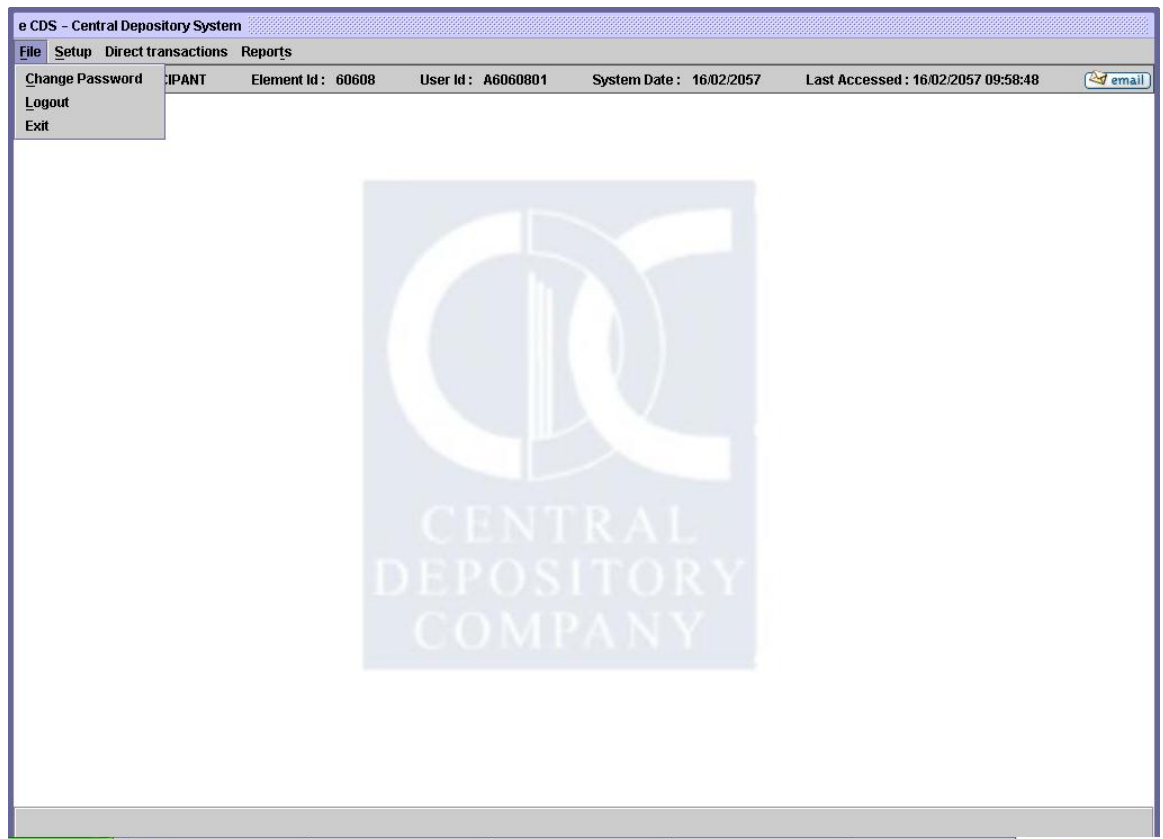 e CDS - Central Depository System
File Setup Direct transactions Reports
Change Password
CIPANT Element Id : 60608 User Id : A6060801 System Date : 16/02/2057 Last Accessed : 16/02/2057 09:58:48 email
Logout
Exit
CENTRAL
DEPOSITORY
COMPANY